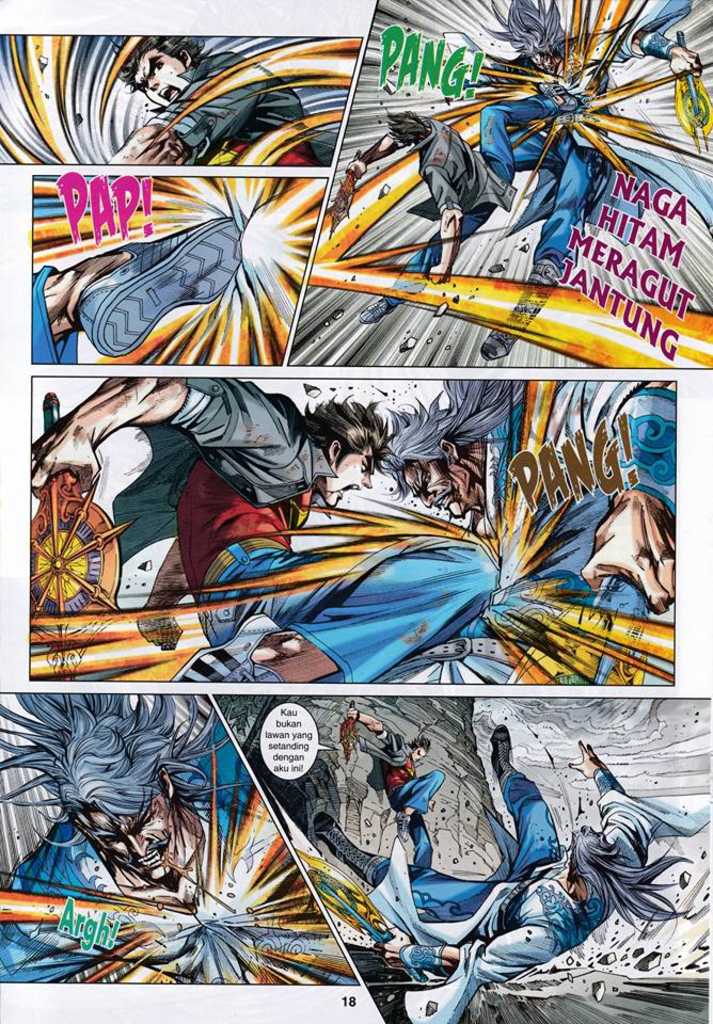 PAP!
PANG!
NAGA
HITAM
MERAGUT
JANTUNG
PANG!
Argh!
Kau
bukan
lawan yang
setanding
dengan
aku ini!
18